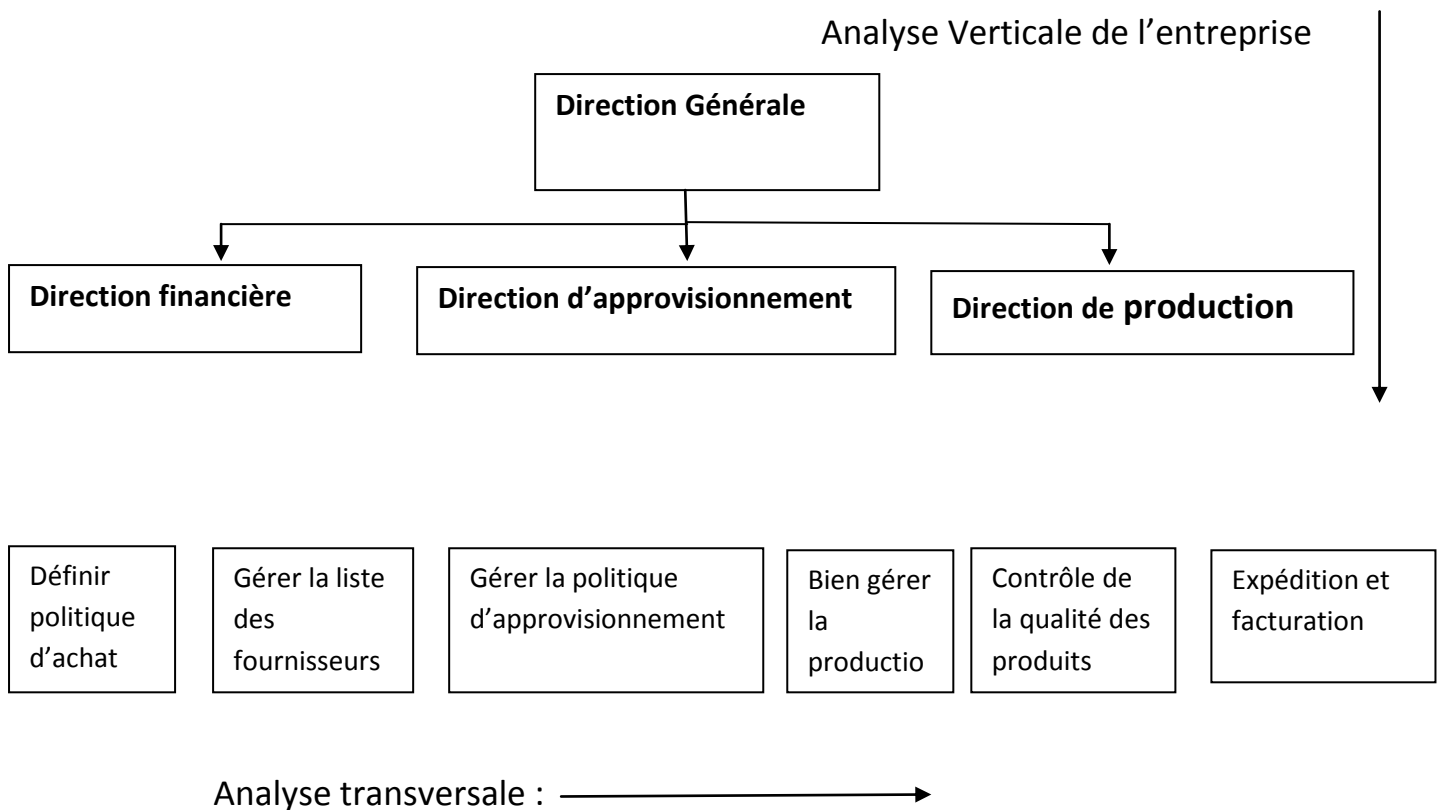 Analyse Verticale de l’entreprise
Direction Générale
Direction financière
Direction d’approvisionnement
Direction de production
Définir
politique
d’achat
Gérer la liste
des
fournisseurs
Gérer la politique
d’approvisionnement
Bien gérer
la
productio
Contrôle de
la qualité des
produits
Expédition et
facturation
Analyse transversale :